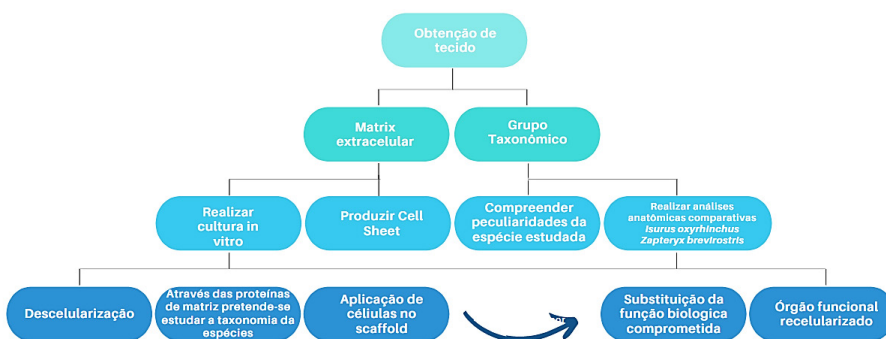 Obtenção de
tecido
Matrix
extracelular
Grupo
Taxonômico
Realizar
cultura in
vitro
Produzir Cell
Sheet
Compreender
peculiaridades da
espécie estudada
Realizar análises
anatômicas comparativas
Isurus oxyrhinchus
Zapteryx brevirostris
Descelularização
Através das proteínas
de matriz pretende-se
estudar a taxonomia da
espécies
Aplicação de
células no
scaffold
Substituição da
função biologica
comprometida
Órgão funcional
recelularizado